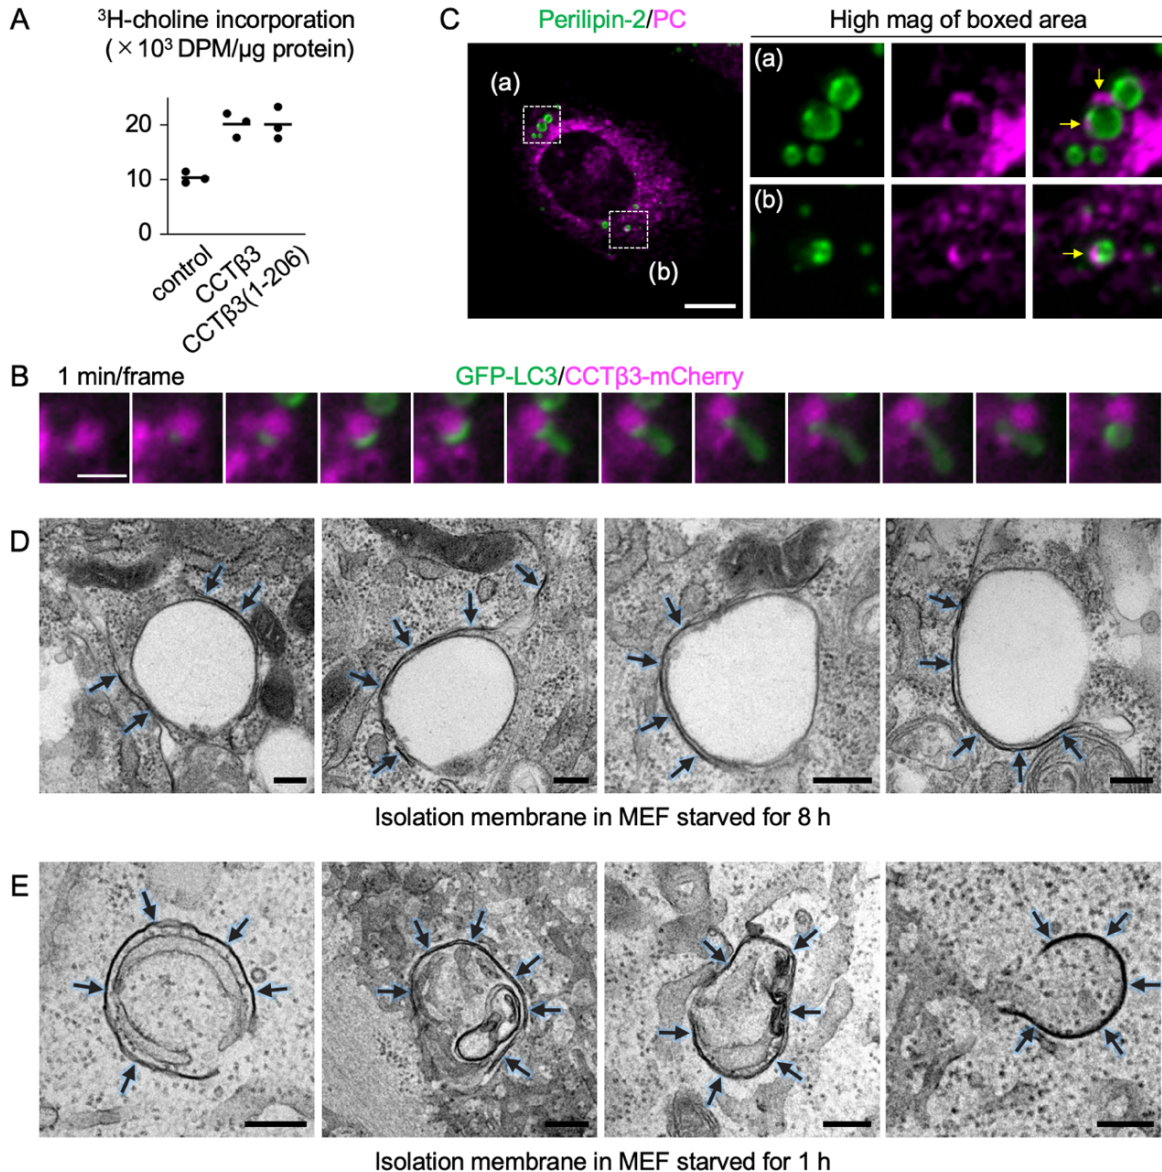 A
³H-choline incorporation
(×10³ DPM/µg protein)
20
10
0
control
CCTβ3
CCTβ3(1-206)
C
Perilipin-2/PC
High mag of boxed area
(a)
(b)
(a)
(b)
B
1 min/frame
GFP-LC3/CCTβ3-mCherry
D
Isolation membrane in MEF starved for 8 h
E
Isolation membrane in MEF starved for 1 h